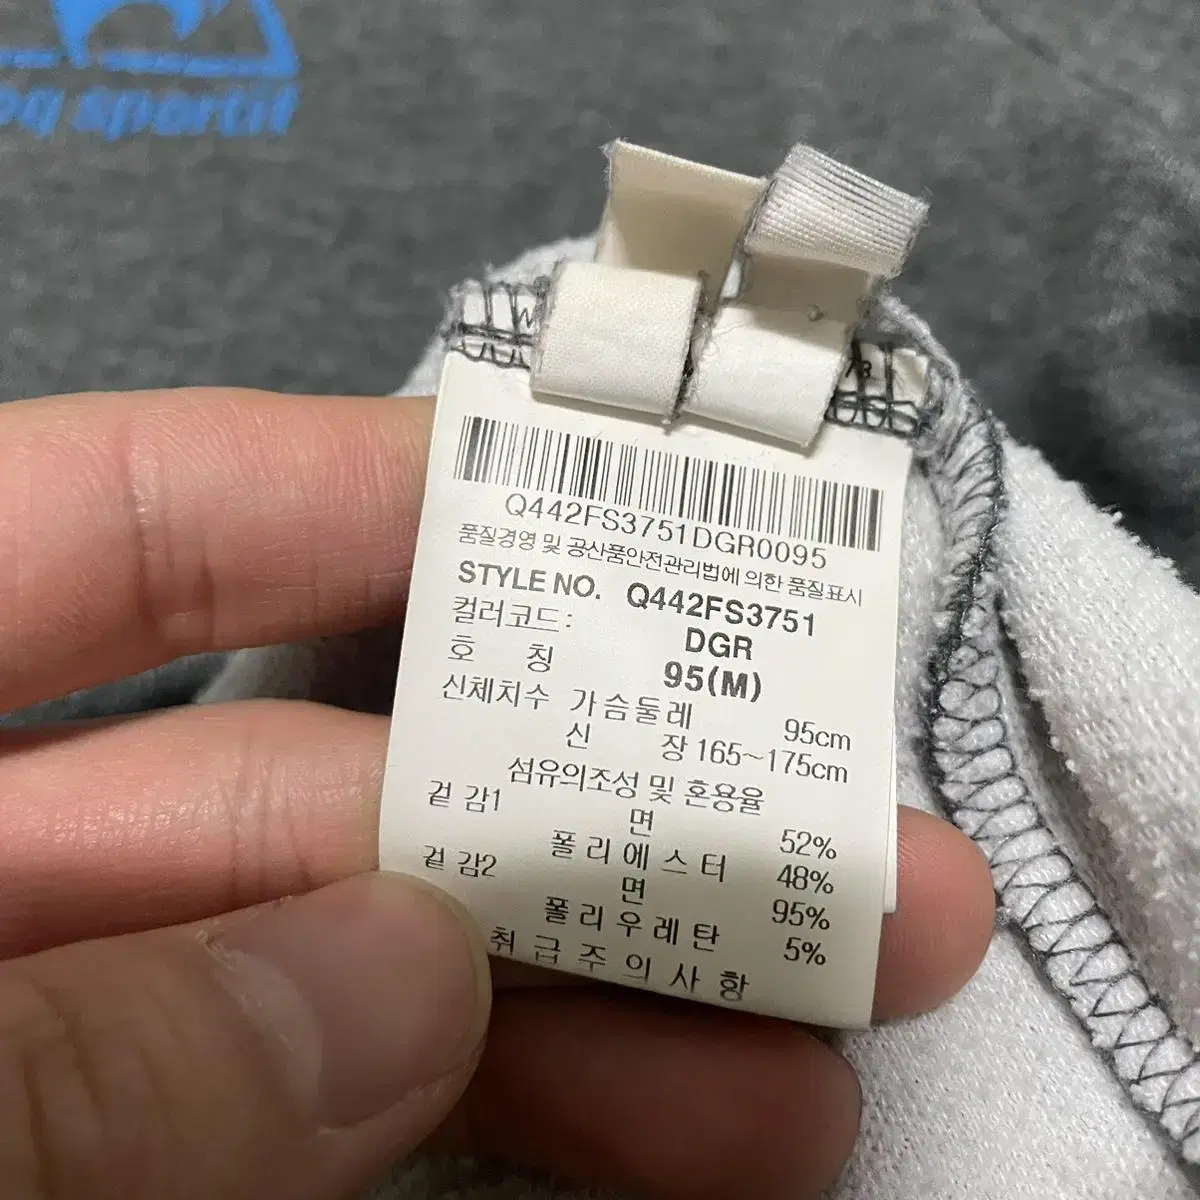 sportif
Q442FS3751DGR0095
품질경영 및 공산품안전관리법에 의한 품질표시
STYLE NO. Q442FS3751
컬러코드: DGR
호 칭 95(M)
신체치수 가슴둘레 95cm
신 장 165~175cm
섬유의조성 및 혼용율
겉 감1 면 52%
폴리에스터 48%
겉 감2 면 95%
폴리우레탄 5%
취급주의사항